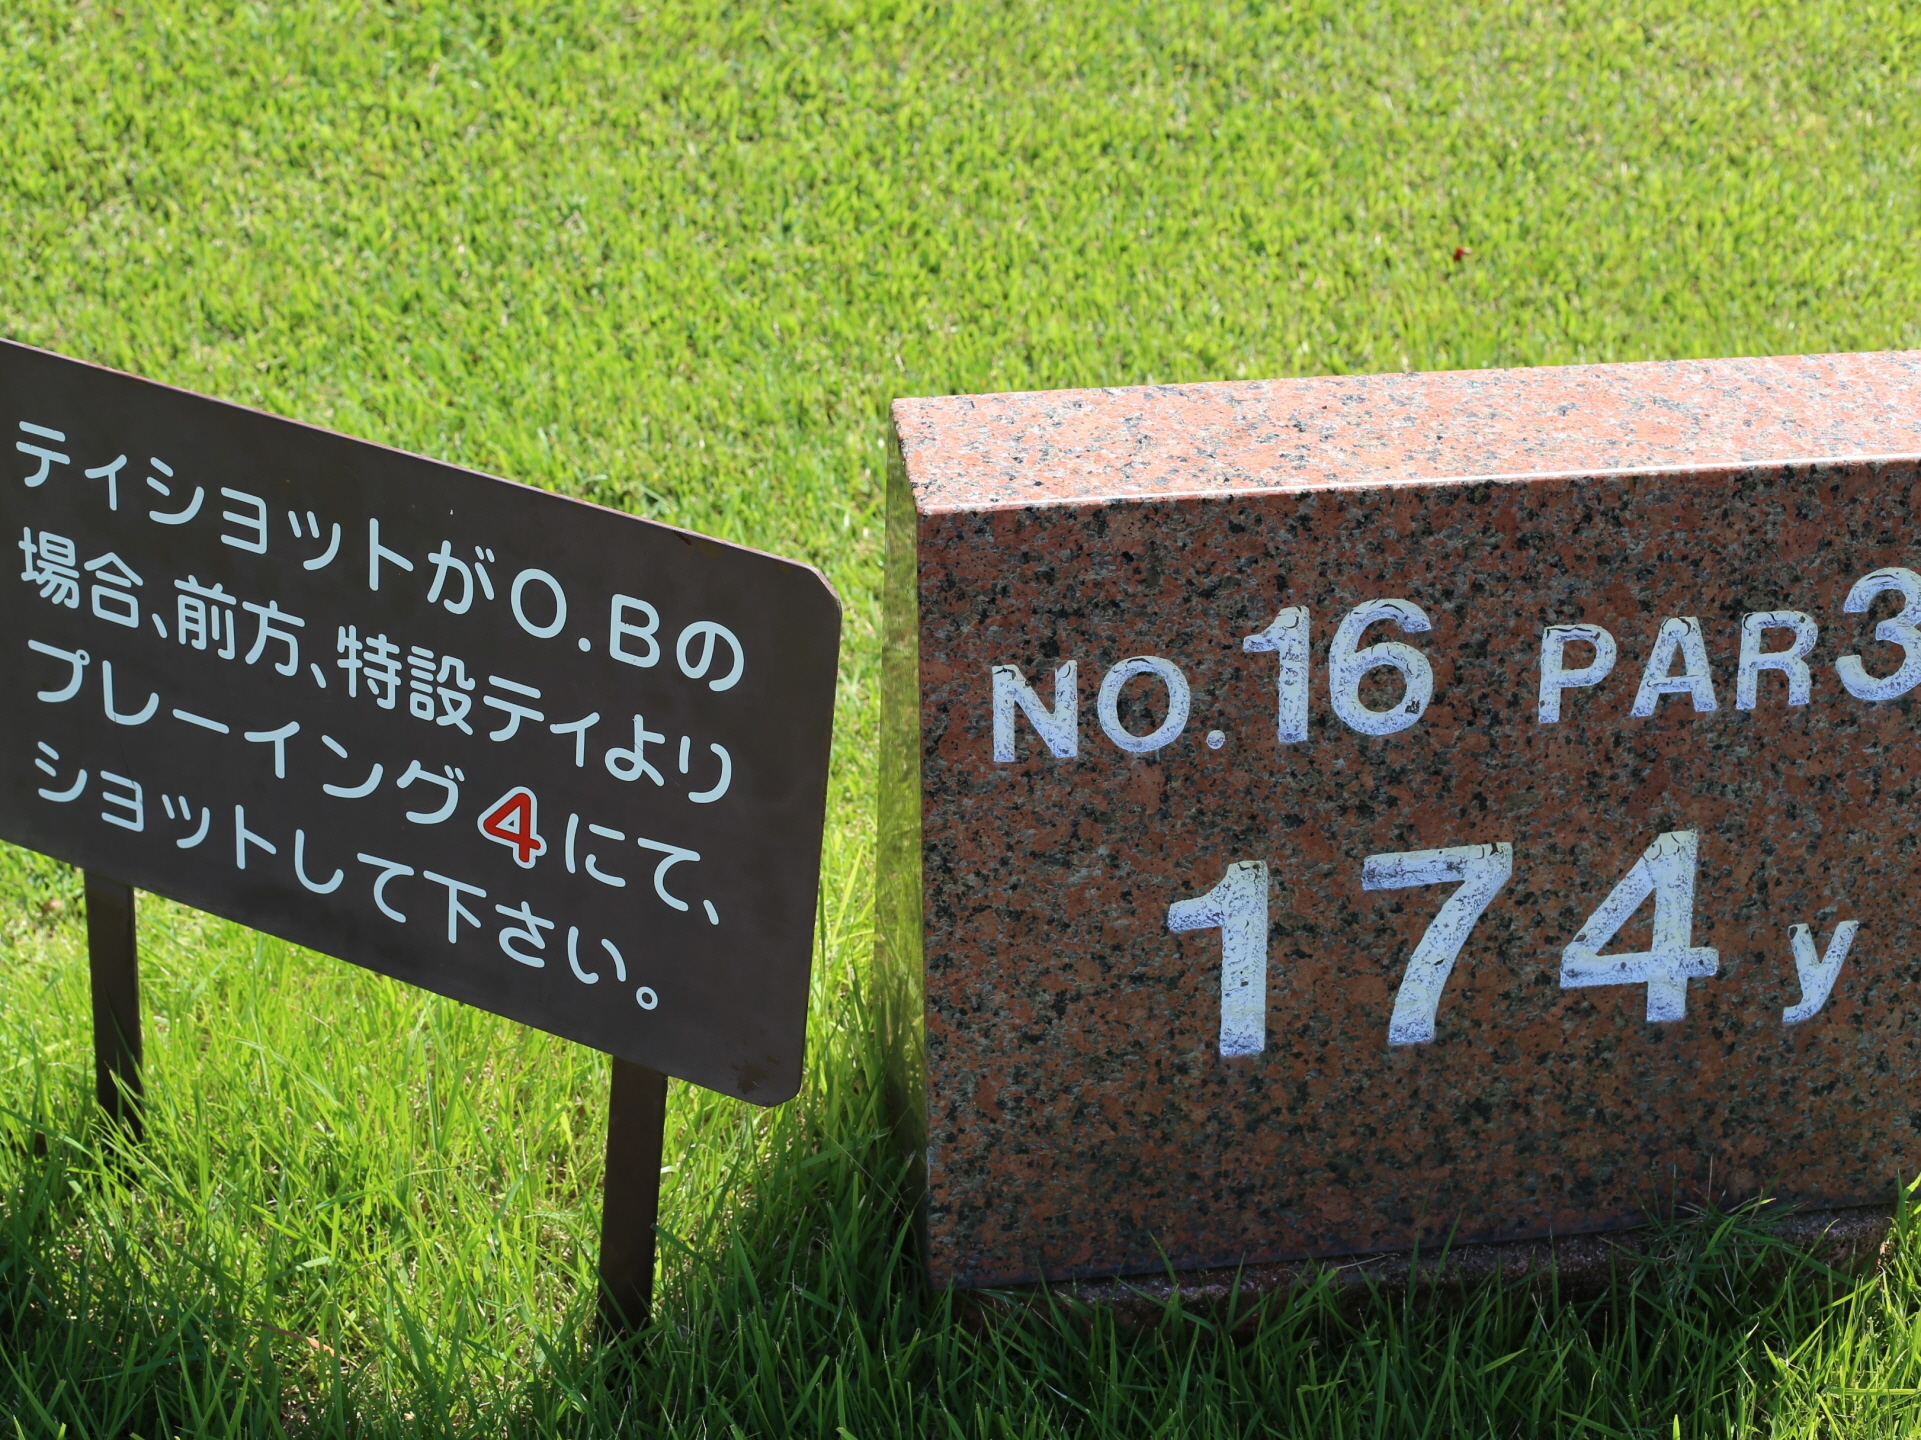 ティショットがO.Bの
場合、前方、特設ティより
プレーイング4にて、
ショットして下さい。
NO.16 PAR3
174y